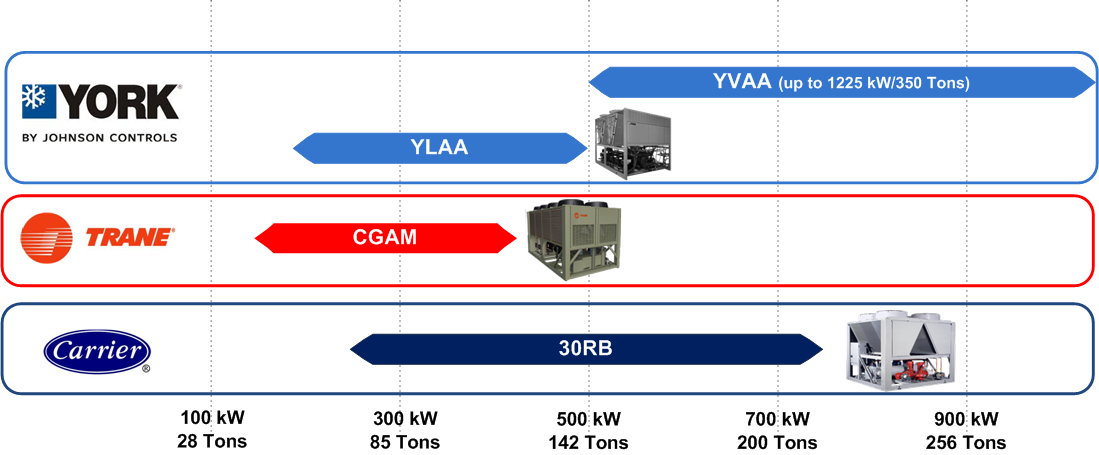 YVAA (up to 1225 kW/350 Tons)
YORK®
BY JOHNSON CONTROLS
YLAA
TRANE®
CGAM
TRANE
Carrier®
30RB
100 kW
28 Tons
300 kW
85 Tons
500 kW
142 Tons
700 kW
200 Tons
900 kW
256 Tons